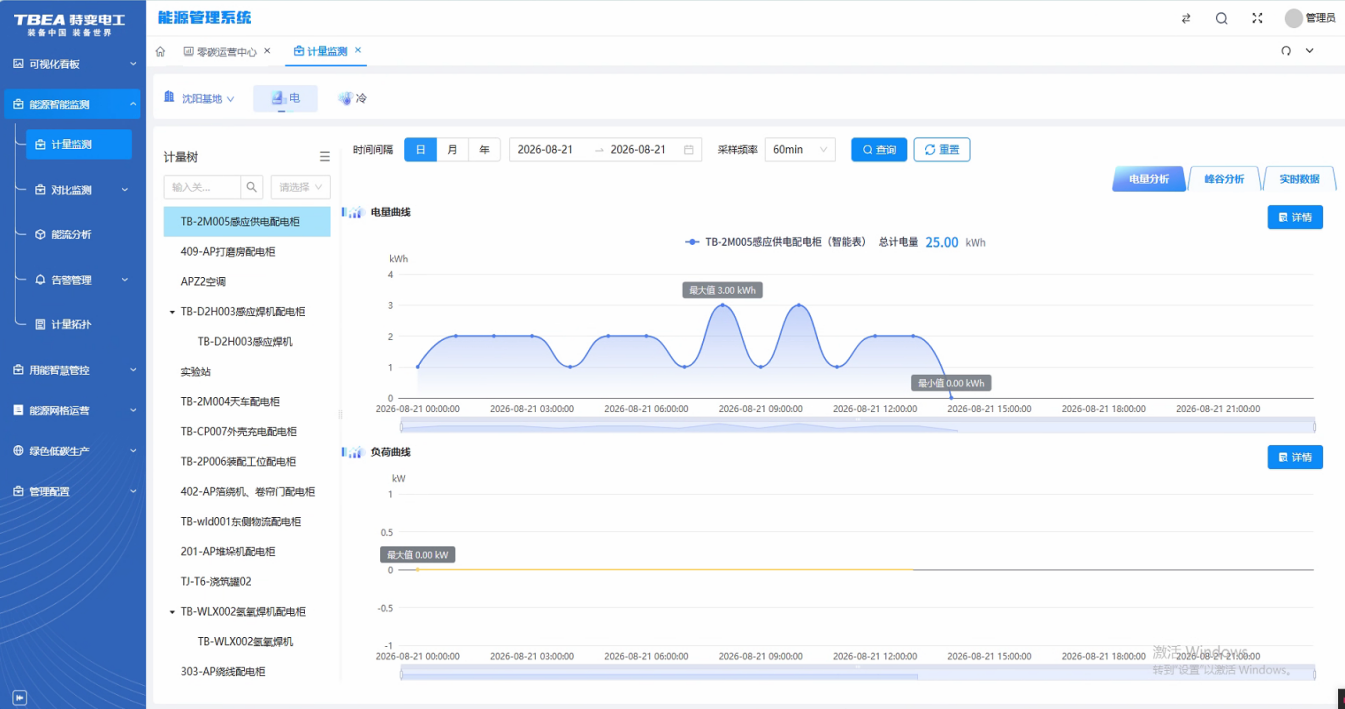 TBEA 特变电工
装备中国 装备世界
能源管理系统
管理员
零碳运营中心
计量监测
可视化看板
能源智能监测
计量监测
对比监测
能流分析
告警管理
计量拓扑
用能智慧管控
能源网格运营
绿色低碳生产
管理配置
沈阳基地
电
冷
计量树
输入关...
请选择
TB-2M005感应供电配电柜
409-AP打磨房配电柜
APZ2空调
TB-D2H003感应焊机配电柜
TB-D2H003感应焊机
实验站
TB-2M004天车配电柜
TB-CP007外壳充电配电柜
TB-2P006装配工位配电柜
402-AP箔绕机、卷帘门配电柜
TB-wld001东侧物流配电柜
201-AP堆垛机配电柜
TJ-T6-浇筑罐02
TB-WLX002氢氧焊机配电柜
TB-WLX002氢氧焊机
303-AP绕线配电柜
时间间隔 日 月 年 2026-08-21 → 2026-08-21 采样频率 60min 查询 重置
电量分析 峰谷分析 实时数据
电量曲线
详情
TB-2M005感应供电配电柜（智能表） 总计电量 25.00 kWh
kWh
4
3
2
1
0
最大值 3.00 kWh
最小值 0.00 kWh
2026-08-21 00:00:00 2026-08-21 03:00:00 2026-08-21 06:00:00 2026-08-21 09:00:00 2026-08-21 12:00:00 2026-08-21 15:00:00 2026-08-21 18:00:00 2026-08-21 21:00:00
负荷曲线
详情
kW
1
0.5
0
-0.5
-1
最大值 0.00 kW
2026-08-21 00:00:00 2026-08-21 03:00:00 2026-08-21 06:00:00 2026-08-21 09:00:00 2026-08-21 12:00:00 2026-08-21 15:00:00 2026-08-21 18:00:00 2026-08-21 21:00:00
激活 Windows
转到"设置"以激活 Windows。